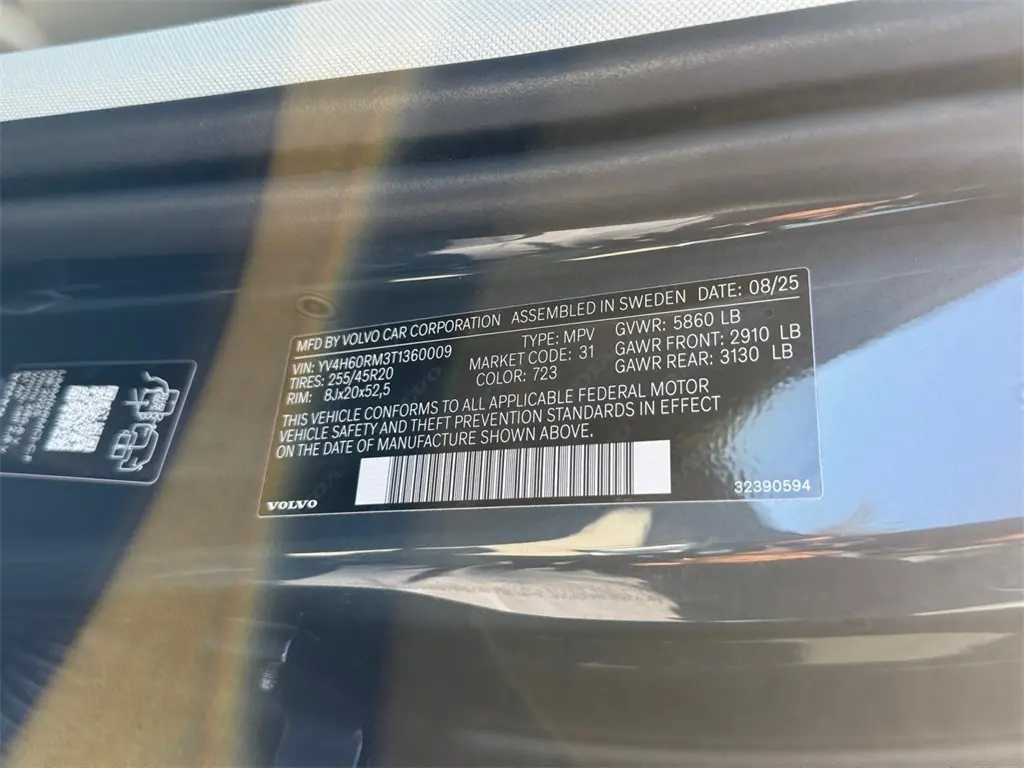 MFD BY VOLVO CAR CORPORATION ASSEMBLED IN SWEDEN DATE: 08/25
VIN: YV4H60RM3T1360009 TYPE: MPV GVWR: 5860 LB
TIRES: 255/45R20 MARKET CODE: 31 GAWR FRONT: 2910 LB
RIM: 8Jx20x52,5 COLOR: 723 GAWR REAR: 3130 LB
THIS VEHICLE CONFORMS TO ALL APPLICABLE FEDERAL MOTOR
VEHICLE SAFETY AND THEFT PREVENTION STANDARDS IN EFFECT
ON THE DATE OF MANUFACTURE SHOWN ABOVE.
VOLVO 32390594